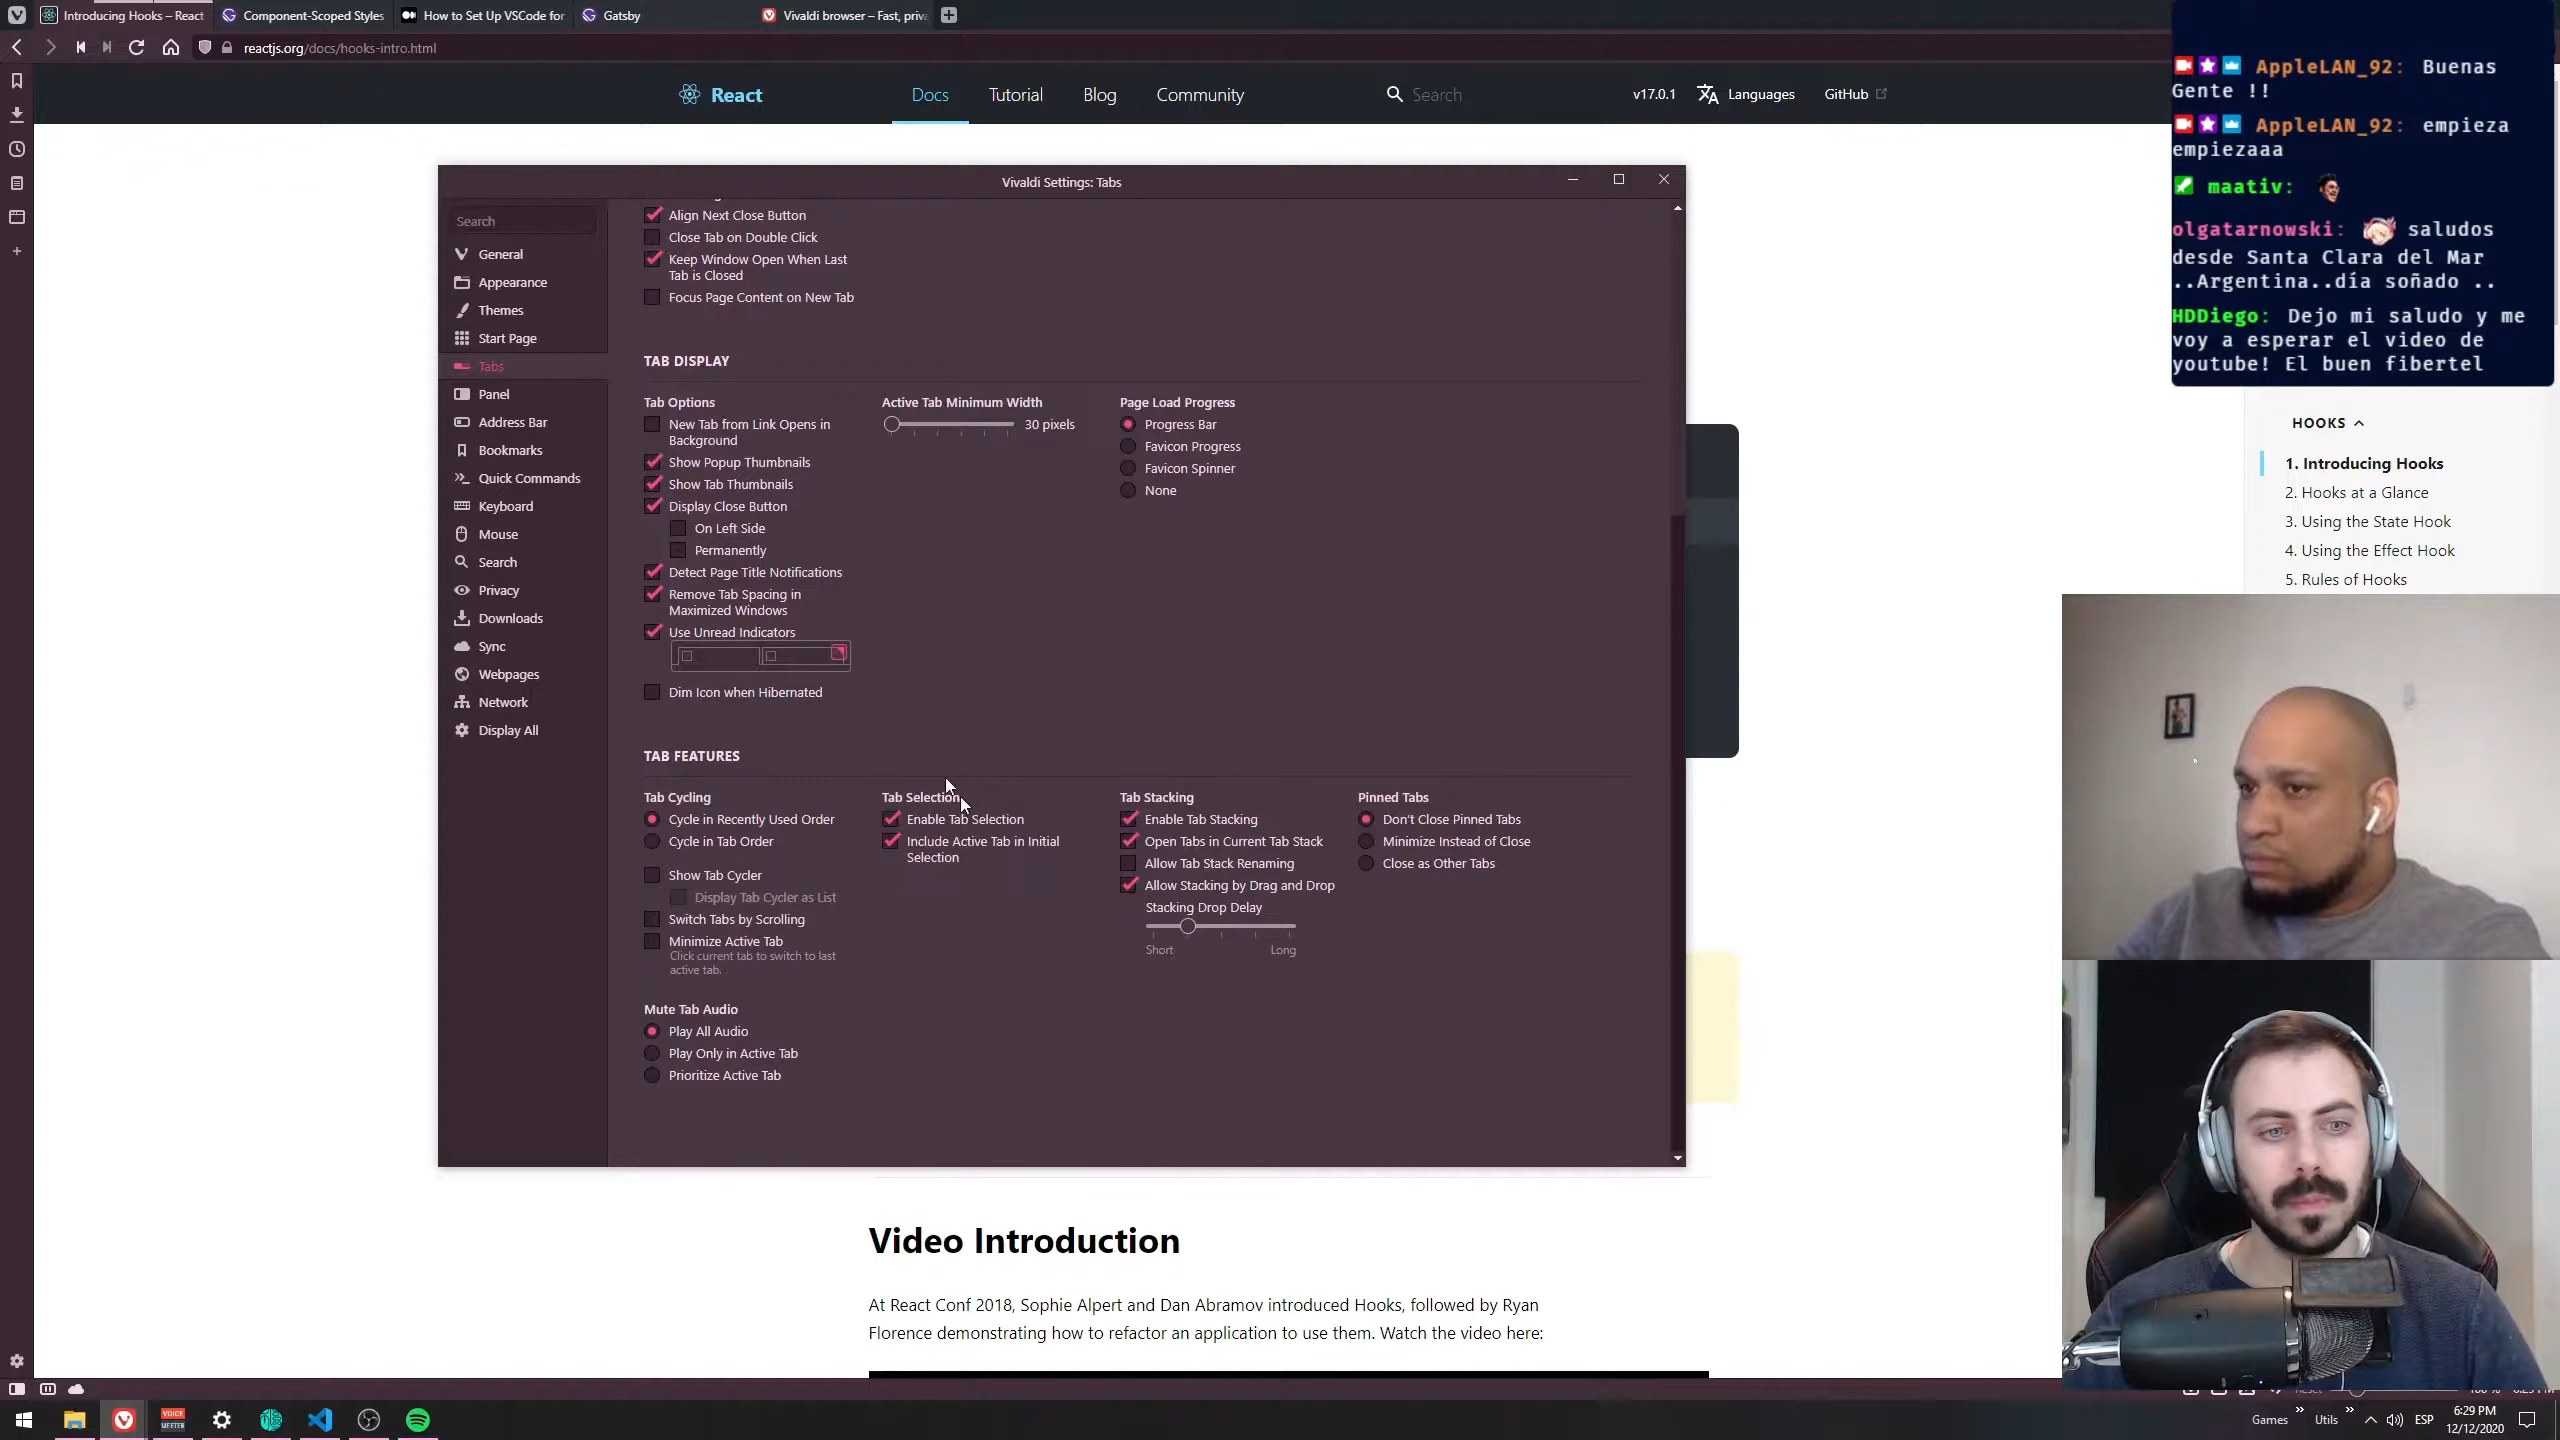 Introducing Hooks – React
Component-Scoped Styles
How to Set Up VSCode for
Gatsby
Vivaldi browser – Fast, priv
reactjs.org/docs/hooks-intro.html
React
Docs
Tutorial
Blog
Community
Search
v17.0.1
Languages
GitHub
AppleLAN_92: Buenas
Gente !!
AppleLAN_92: empieza
empiezaaa
maativ:
olgatarnowski: saludos
desde Santa Clara del Mar
..Argentina..día soñado ..
HDDiego: Dejo mi saludo y me
voy a esperar el video de
youtube! El buen fibertel
HOOKS
1. Introducing Hooks
2. Hooks at a Glance
3. Using the State Hook
4. Using the Effect Hook
5. Rules of Hooks
Vivaldi Settings: Tabs
Search
General
Appearance
Themes
Start Page
Tabs
Panel
Address Bar
Bookmarks
Quick Commands
Keyboard
Mouse
Search
Privacy
Downloads
Sync
Webpages
Network
Display All
Align Next Close Button
Close Tab on Double Click
Keep Window Open When Last
Tab is Closed
Focus Page Content on New Tab
TAB DISPLAY
Tab Options
New Tab from Link Opens in
Background
Show Popup Thumbnails
Show Tab Thumbnails
Display Close Button
On Left Side
Permanently
Detect Page Title Notifications
Remove Tab Spacing in
Maximized Windows
Use Unread Indicators
Dim Icon when Hibernated
Active Tab Minimum Width
30 pixels
Page Load Progress
Progress Bar
Favicon Progress
Favicon Spinner
None
TAB FEATURES
Tab Cycling
Cycle in Recently Used Order
Cycle in Tab Order
Show Tab Cycler
Display Tab Cycler as List
Switch Tabs by Scrolling
Minimize Active Tab
Click current tab to switch to last
active tab.
Mute Tab Audio
Play All Audio
Play Only in Active Tab
Prioritize Active Tab
Tab Selection
Enable Tab Selection
Include Active Tab in Initial
Selection
Tab Stacking
Enable Tab Stacking
Open Tabs in Current Tab Stack
Allow Tab Stack Renaming
Allow Stacking by Drag and Drop
Stacking Drop Delay
Short
Long
Pinned Tabs
Don't Close Pinned Tabs
Minimize Instead of Close
Close as Other Tabs
Video Introduction
At React Conf 2018, Sophie Alpert and Dan Abramov introduced Hooks, followed by Ryan
Florence demonstrating how to refactor an application to use them. Watch the video here:
VOICE
MEETER
Games
Utils
ESP
6:29 PM
12/12/2020